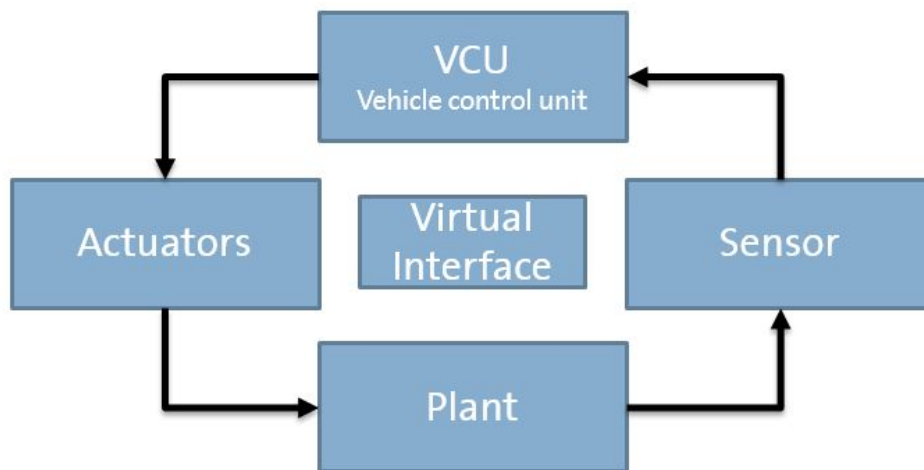 VCU
Vehicle control unit
Actuators
Virtual
Interface
Sensor
Plant